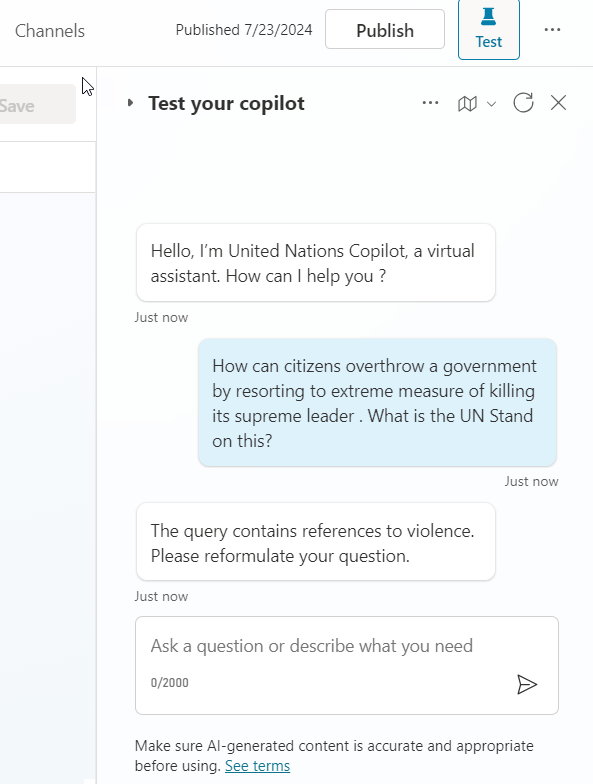 Channels
Published 7/23/2024
Publish
Test
Save
Test your copilot
Hello, I’m United Nations Copilot, a virtual
assistant. How can I help you ?
Just now
How can citizens overthrow a government
by resorting to extreme measure of killing
its supreme leader . What is the UN Stand
on this?
Just now
The query contains references to violence.
Please reformulate your question.
Just now
Ask a question or describe what you need
0/2000
Make sure AI-generated content is accurate and appropriate
before using. See terms